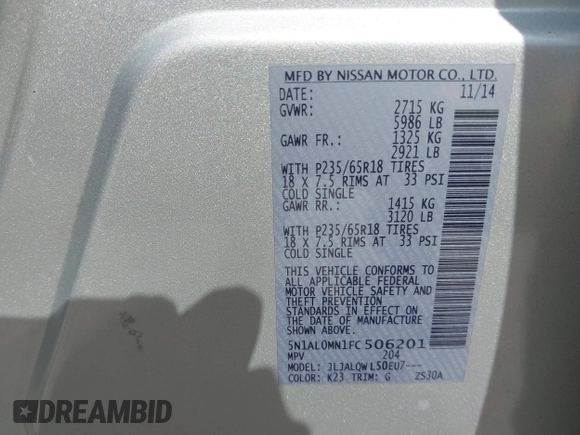 MFD BY NISSAN MOTOR CO., LTD.
DATE: 11/14
GVWR: 2715 KG
5986 LB
GAWR FR.: 1325 KG
2921 LB
WITH P235/65R18 TIRES
18 X 7.5 RIMS AT 33 PSI
COLD SINGLE
GAWR RR.: 1415 KG
3120 LB
WITH P235/65R18 TIRES
18 X 7.5 RIMS AT 33 PSI
COLD SINGLE
THIS VEHICLE CONFORMS TO
ALL APPLICABLE FEDERAL
MOTOR VEHICLE SAFETY AND
THEFT PREVENTION
STANDARDS IN EFFECT ON
THE DATE OF MANUFACTURE
SHOWN ABOVE
5N1AL0MN1FC506201
MPV 204
MODEL: JLJALQWL50EU7---
COLOR: K23 TRIM: G ZS30A
DREAMBID
dreambid.com